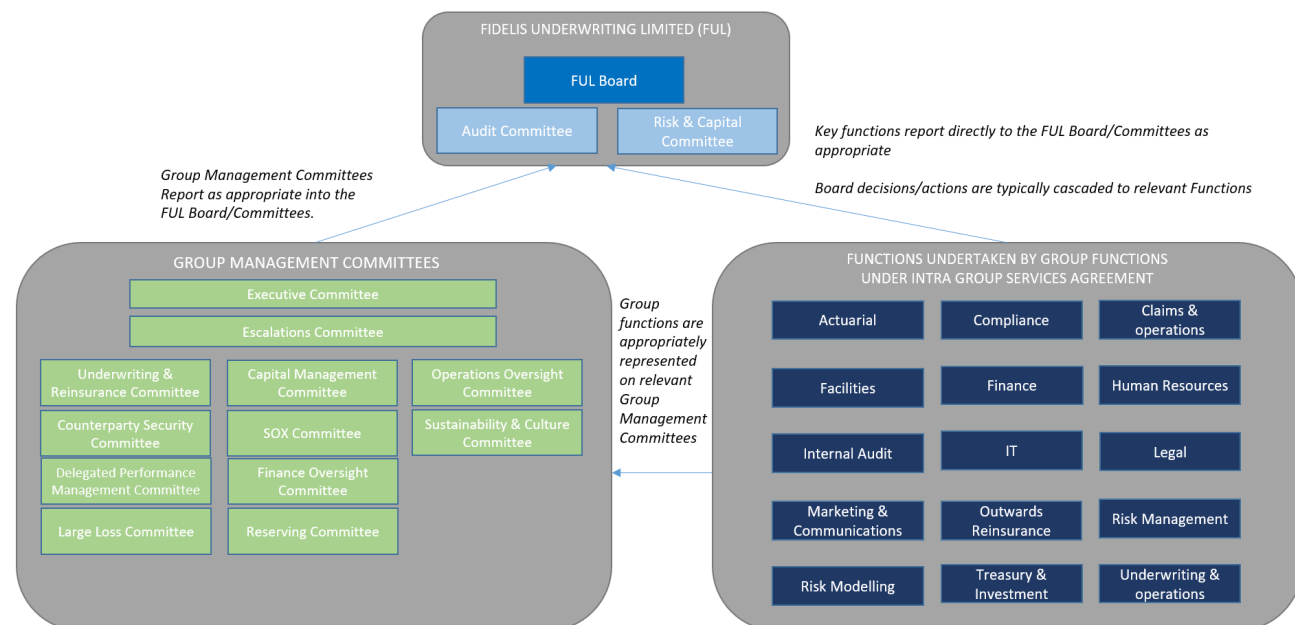 FIDELIS UNDERWRITING LIMITED (FUL)
FUL Board
Audit Committee
Risk & Capital
Committee
Key functions report directly to the FUL Board/Committees as
appropriate
Board decisions/actions are typically cascaded to relevant Functions
Group Management Committees
Report as appropriate into the
FUL Board/Committees.
GROUP MANAGEMENT COMMITTEES
Executive Committee
Escalations Committee
Underwriting &
Reinsurance Committee
Capital Management
Committee
Operations Oversight
Committee
Counterparty Security
Committee
SOX Committee
Sustainability & Culture
Committee
Delegated Performance
Management Committee
Finance Oversight
Committee
Large Loss Committee
Reserving Committee
Group
functions are
appropriately
represented
on relevant
Group
Management
Committees
FUNCTIONS UNDERTAKEN BY GROUP FUNCTIONS
UNDER INTRA GROUP SERVICES AGREEMENT
Actuarial
Compliance
Claims &
operations
Facilities
Finance
Human Resources
Internal Audit
IT
Legal
Marketing &
Communications
Outwards
Reinsurance
Risk Management
Risk Modelling
Treasury &
Investment
Underwriting &
operations